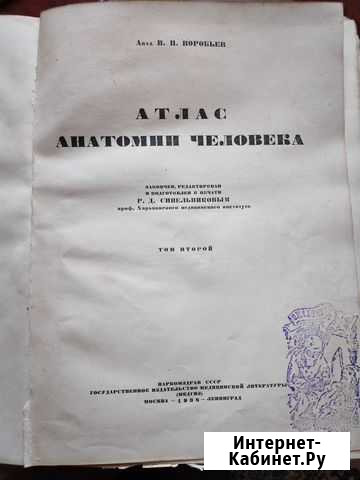 Акад В. П. ВОРОБЬЕВ
АТЛАС
АНАТОМИИ ЧЕЛОВЕКА
ЗАКОНЧЕН, РЕДАКТИРОВАН
И ПОДГОТОВЛЕН К ПЕЧАТИ
Р. Д. СИНЕЛЬНИКОВЫМ
проф. Харьковского медицинского института
ТОМ ВТОРОЙ
НАРКОМЗДРАВ СССР
ГОСУДАРСТВЕННОЕ ИЗДАТЕЛЬСТВО МЕДИЦИНСКОЙ ЛИТЕРАТУРЫ
(МЕДГИЗ)
МОСКВА — 1938 — ЛЕНИНГРАД
Интернет-
Кабинет.Ру